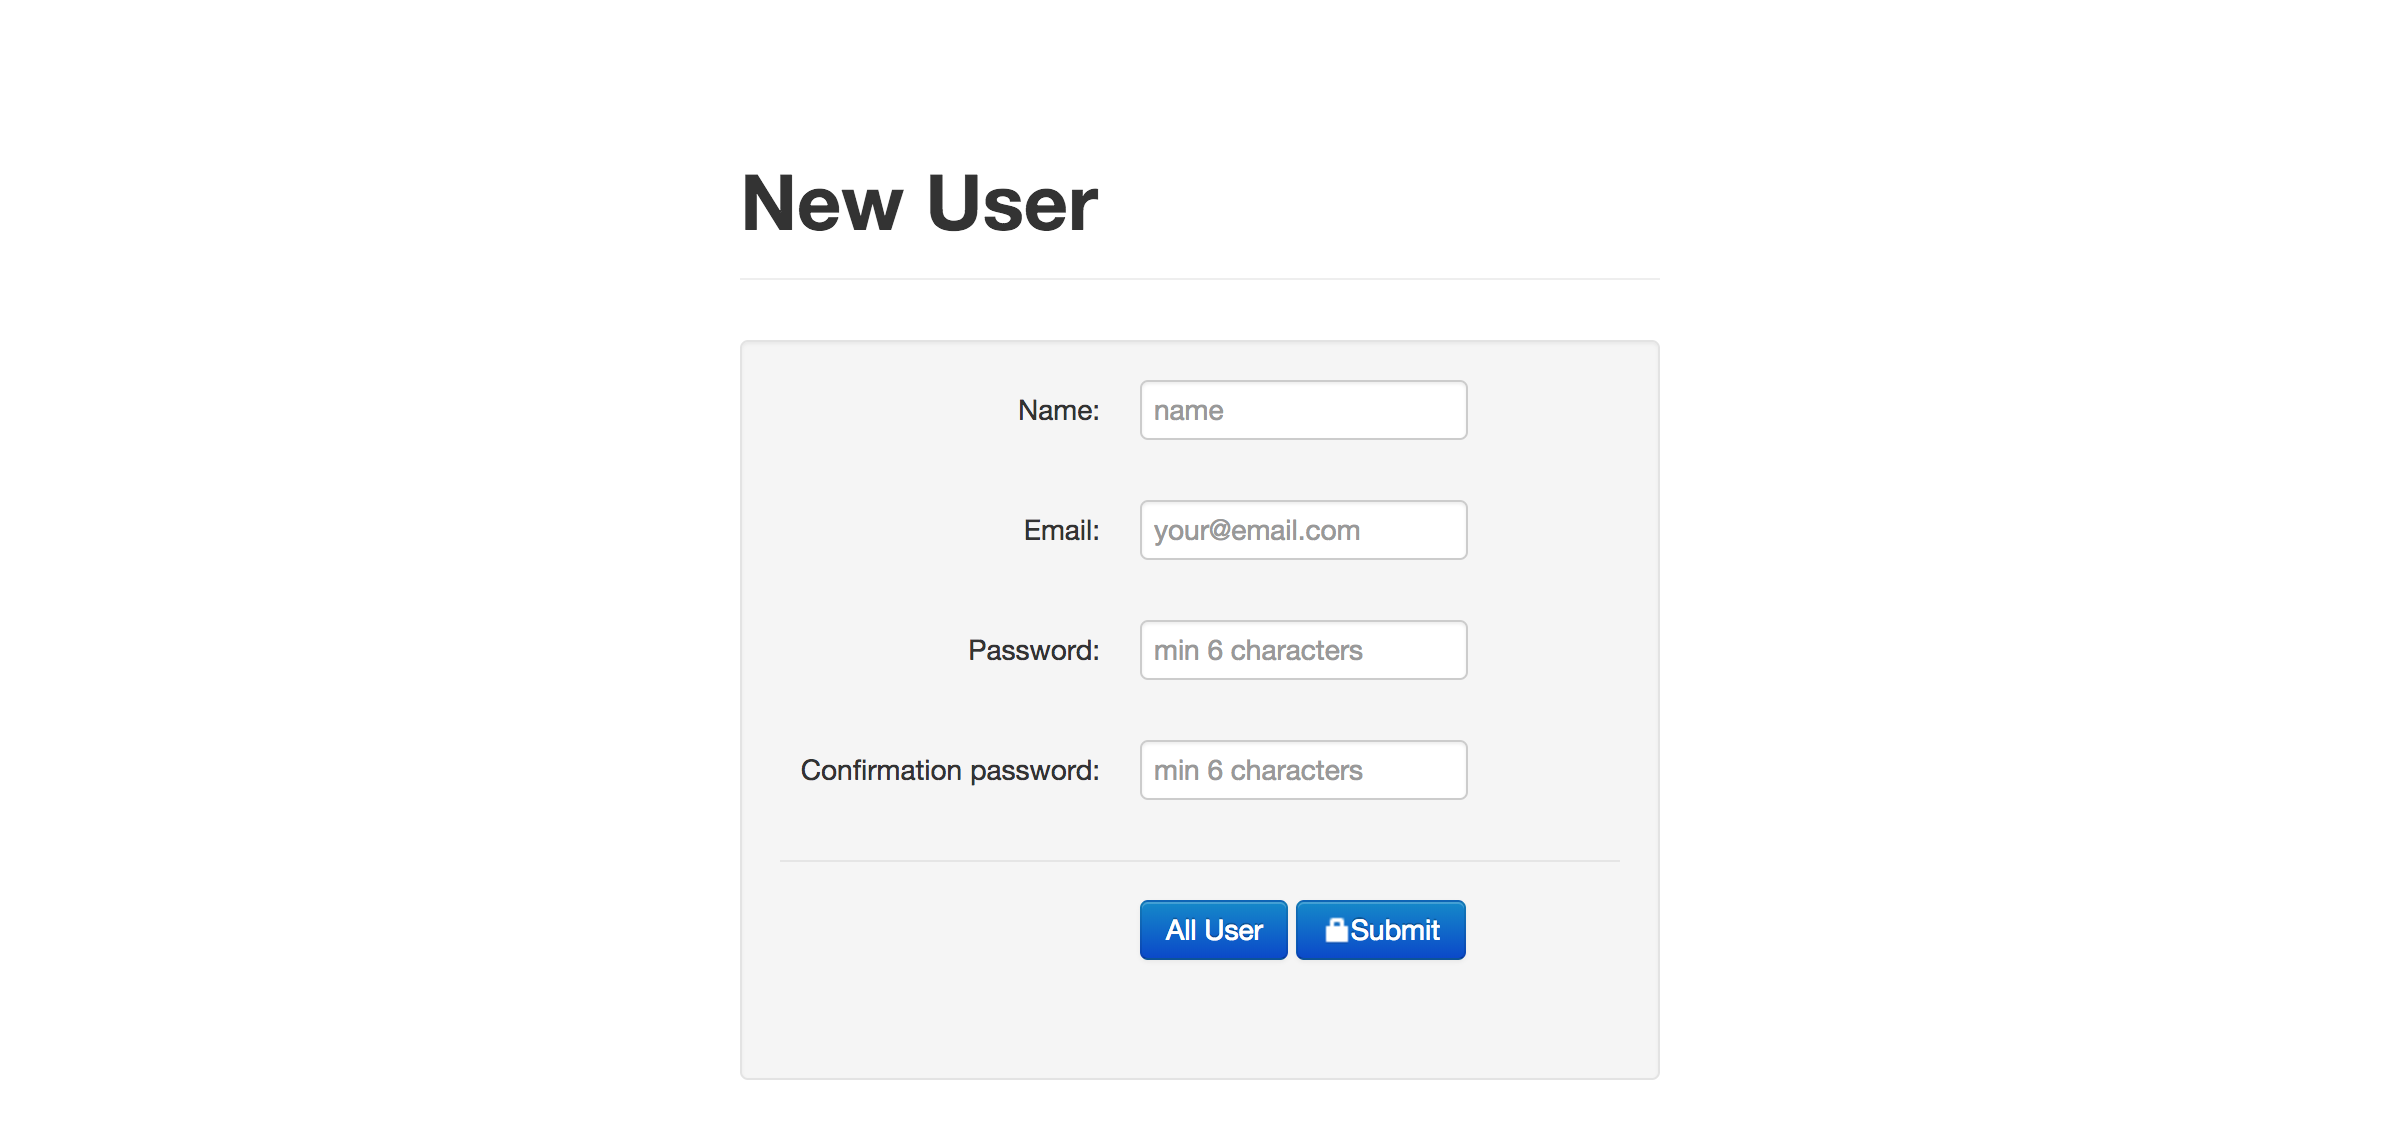 New User
Name: name
Email: your@email.com
Password: min 6 characters
Confirmation password: min 6 characters
All User Submit